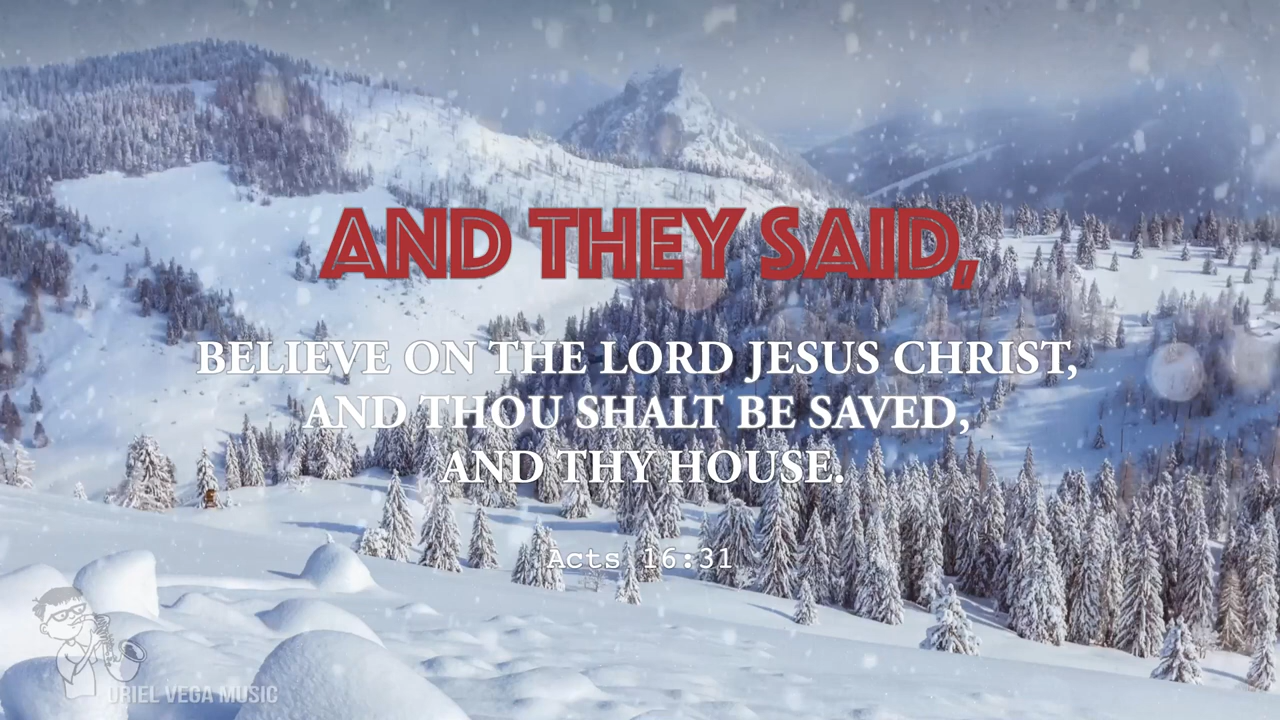 AND THEY SAID,
BELIEVE ON THE LORD JESUS CHRIST,
AND THOU SHALT BE SAVED,
AND THY HOUSE.
Acts 16:31
URIEL VEGA MUSIC